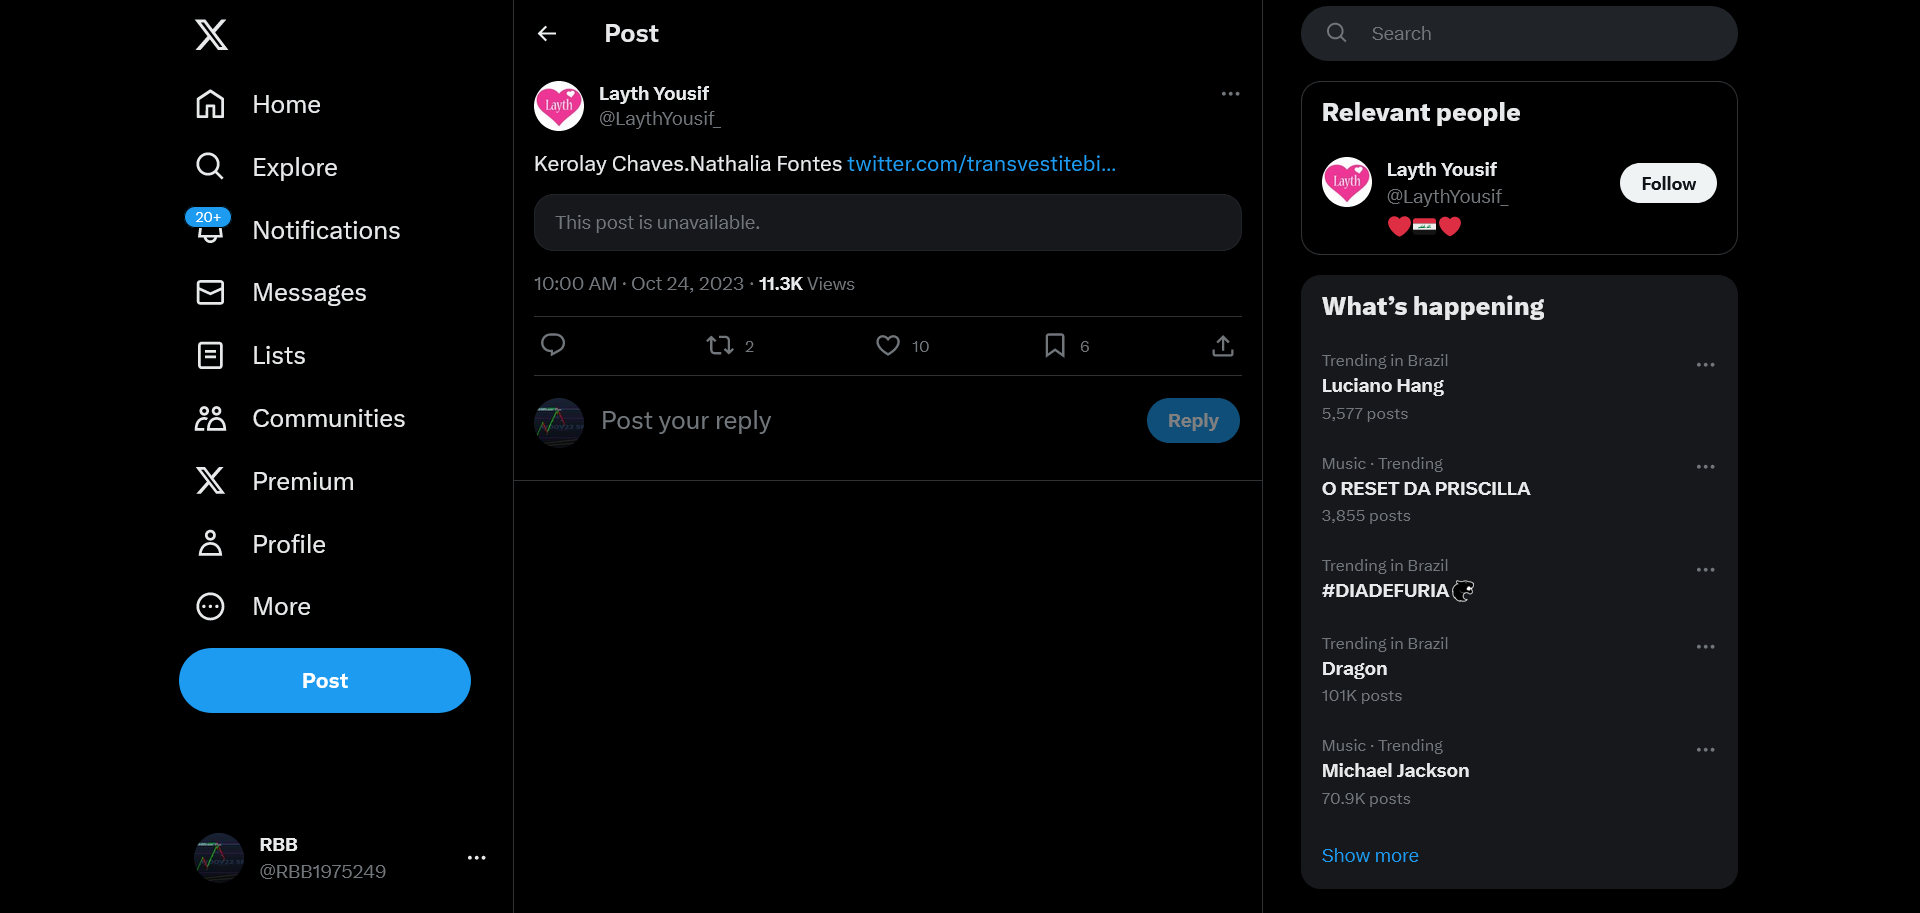 Home
Explore
20+
Notifications
Messages
Lists
Communities
Premium
Profile
More
Post
RBB
@RBB1975249
Post
Layth
Layth Yousif
@LaythYousif_
Kerolay Chaves.Nathalia Fontes twitter.com/transvestitebi...
This post is unavailable.
10:00 AM · Oct 24, 2023 · 11.3K Views
2
10
6
Post your reply
Reply
Search
Relevant people
Layth
Layth Yousif
@LaythYousif_
Follow
What’s happening
Trending in Brazil
Luciano Hang
5,577 posts
Music · Trending
O RESET DA PRISCILLA
3,855 posts
Trending in Brazil
#DIADEFURIA
Trending in Brazil
Dragon
101K posts
Music · Trending
Michael Jackson
70.9K posts
Show more